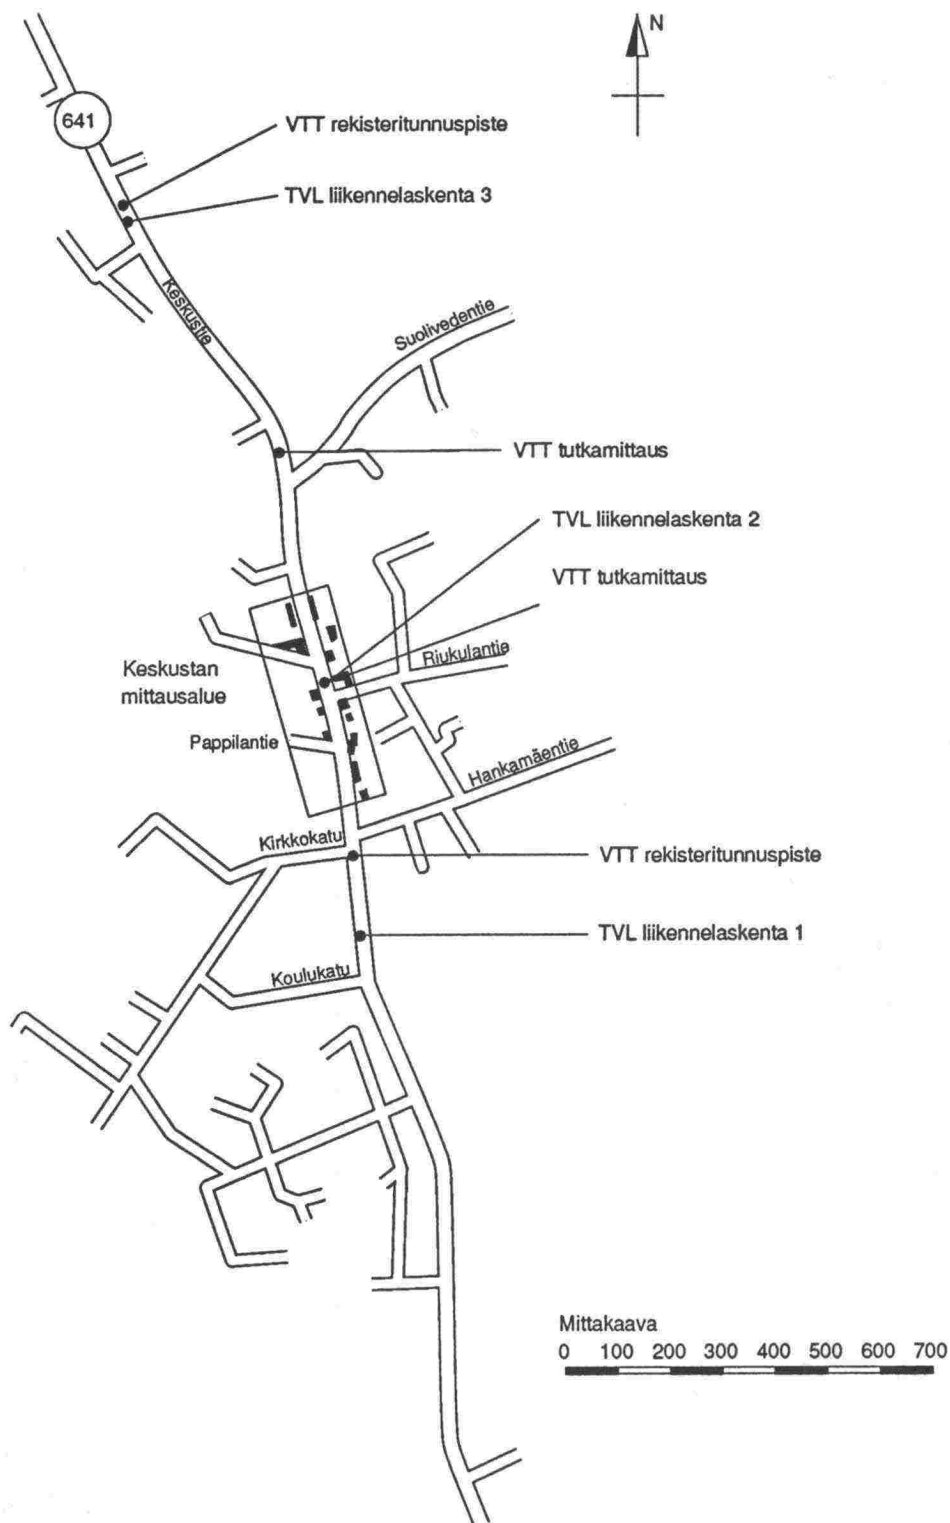 N
641
VTT rekisteritunnuspiste
TVL liikennelaskenta 3
Keskustie
Suolivedentie
VTT tutkamittaus
TVL liikennelaskenta 2
VTT tutkamittaus
Riukulantie
Keskustan
mittausalue
Pappilantie
Hankamäentie
Kirkkokatu
VTT rekisteritunnuspiste
TVL liikennelaskenta 1
Koulukatu
Mittakaava
0 100 200 300 400 500 600 700